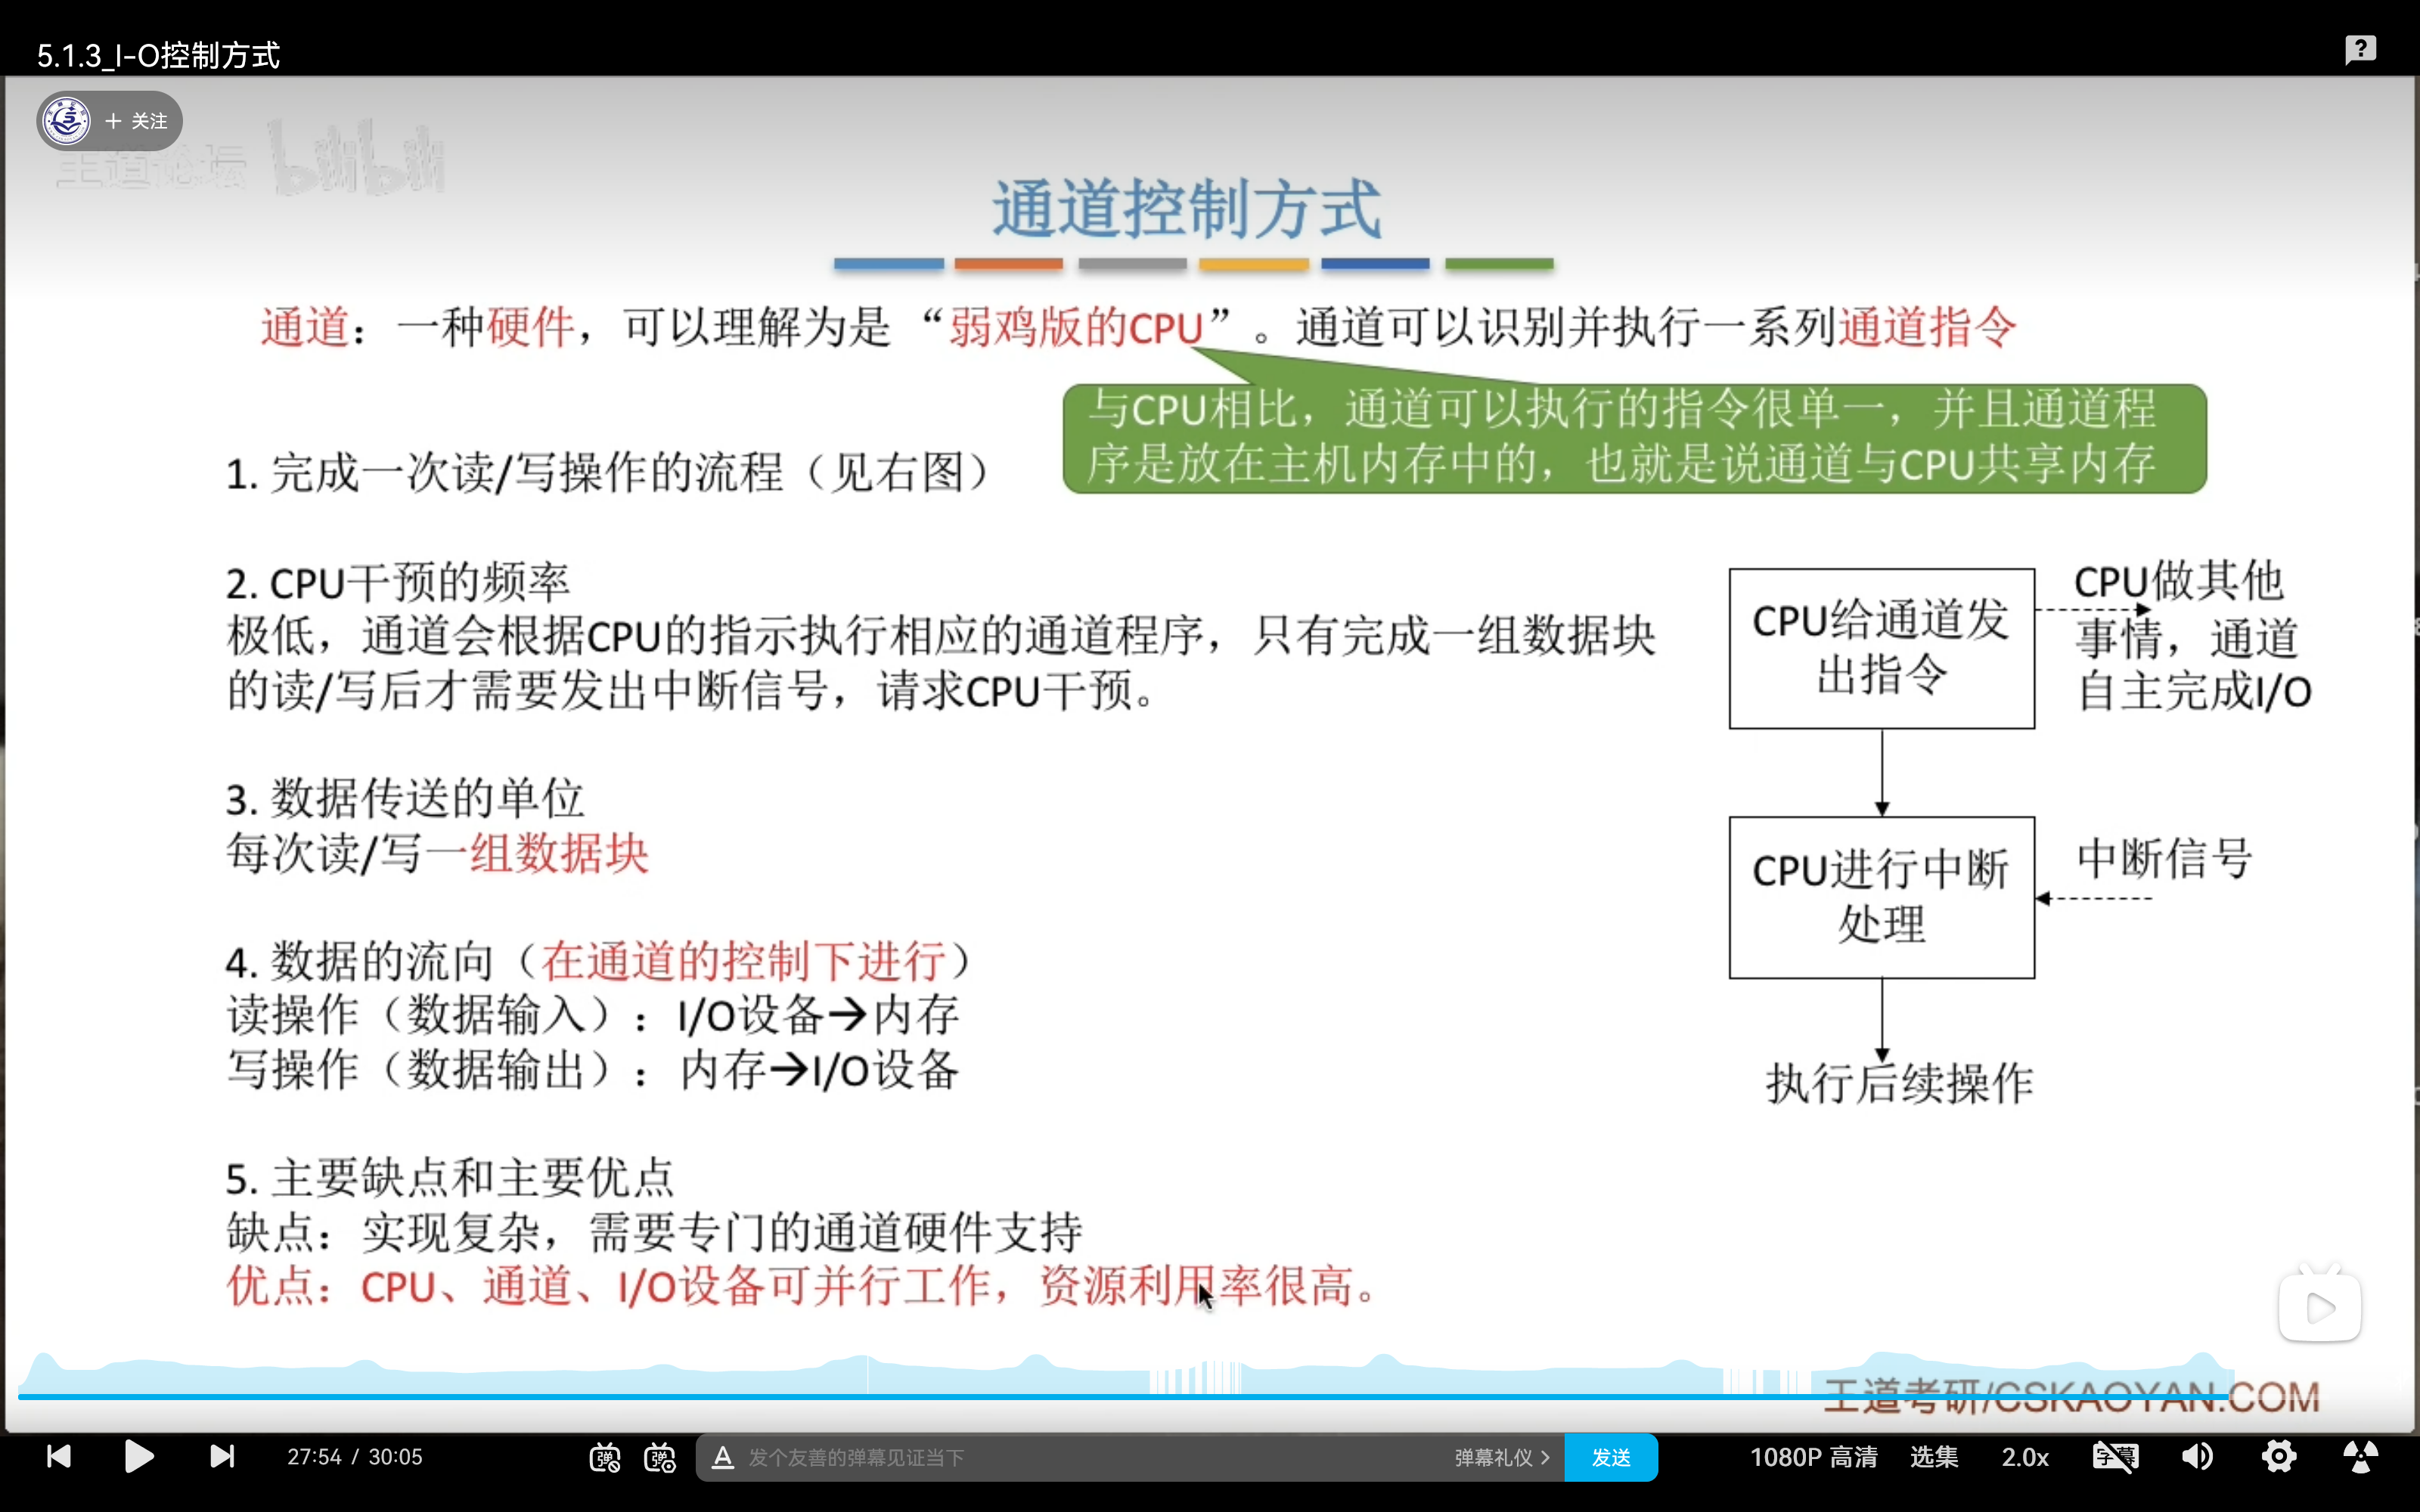 5.1.3_I-O控制方式
+ 关注
王道论坛 bilibili
通道控制方式
通道：一种硬件，可以理解为是“弱鸡版的CPU”。通道可以识别并执行一系列通道指令
与CPU相比，通道可以执行的指令很单一，并且通道程
序是放在主机内存中的，也就是说通道与CPU共享内存
1. 完成一次读/写操作的流程（见右图）
2. CPU干预的频率
极低，通道会根据CPU的指示执行相应的通道程序，只有完成一组数据块
的读/写后才需要发出中断信号，请求CPU干预。
3. 数据传送的单位
每次读/写一组数据块
4. 数据的流向（在通道的控制下进行）
读操作（数据输入）：I/O设备→内存
写操作（数据输出）：内存→I/O设备
5. 主要缺点和主要优点
缺点：实现复杂，需要专门的通道硬件支持
优点：CPU、通道、I/O设备可并行工作，资源利用率很高。
CPU给通道发
出指令
CPU做其他
事情，通道
自主完成I/O
CPU进行中断
处理
中断信号
执行后续操作
王道考研/CSKAOYAN.COM
27:54 / 30:05
弹
弹
A 发个友善的弹幕见证当下
弹幕礼仪 >
发送
1080P 高清
选集
2.0x
字幕